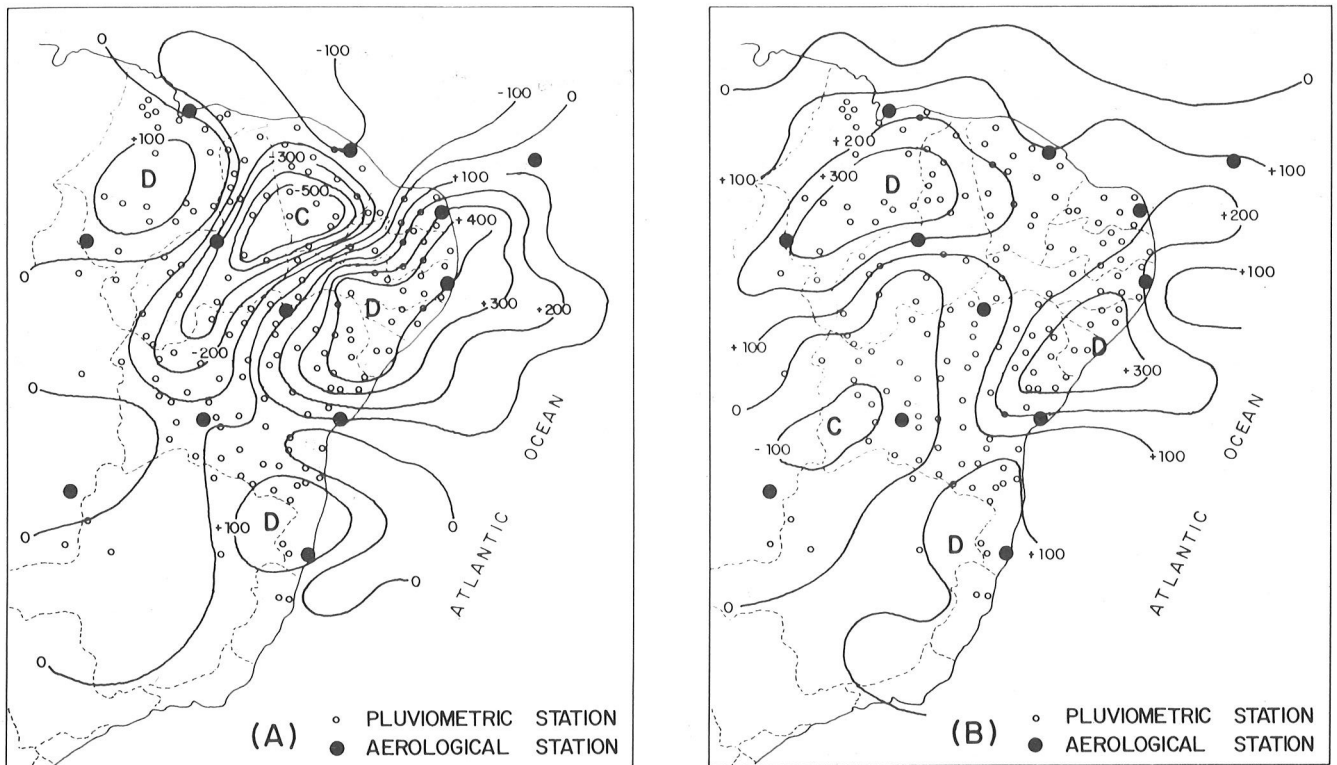 0
-100
-100
0
+100
-300
D
6-500
+100
C
+400
0
D
+300
+200
-200
0
OCEAN
D
+100
0
0
ATLANTIC
0
0
(A)
PLUVIOMETRIC STATION
AEROLOGICAL STATION
0
0
+200
+100
+100
+300
D
+200
+100
+100
D
+300
0
C
OCEAN
-100
+100
D
+100
ATLANTIC
0
(B)
PLUVIOMETRIC STATION
AEROLOGICAL STATION